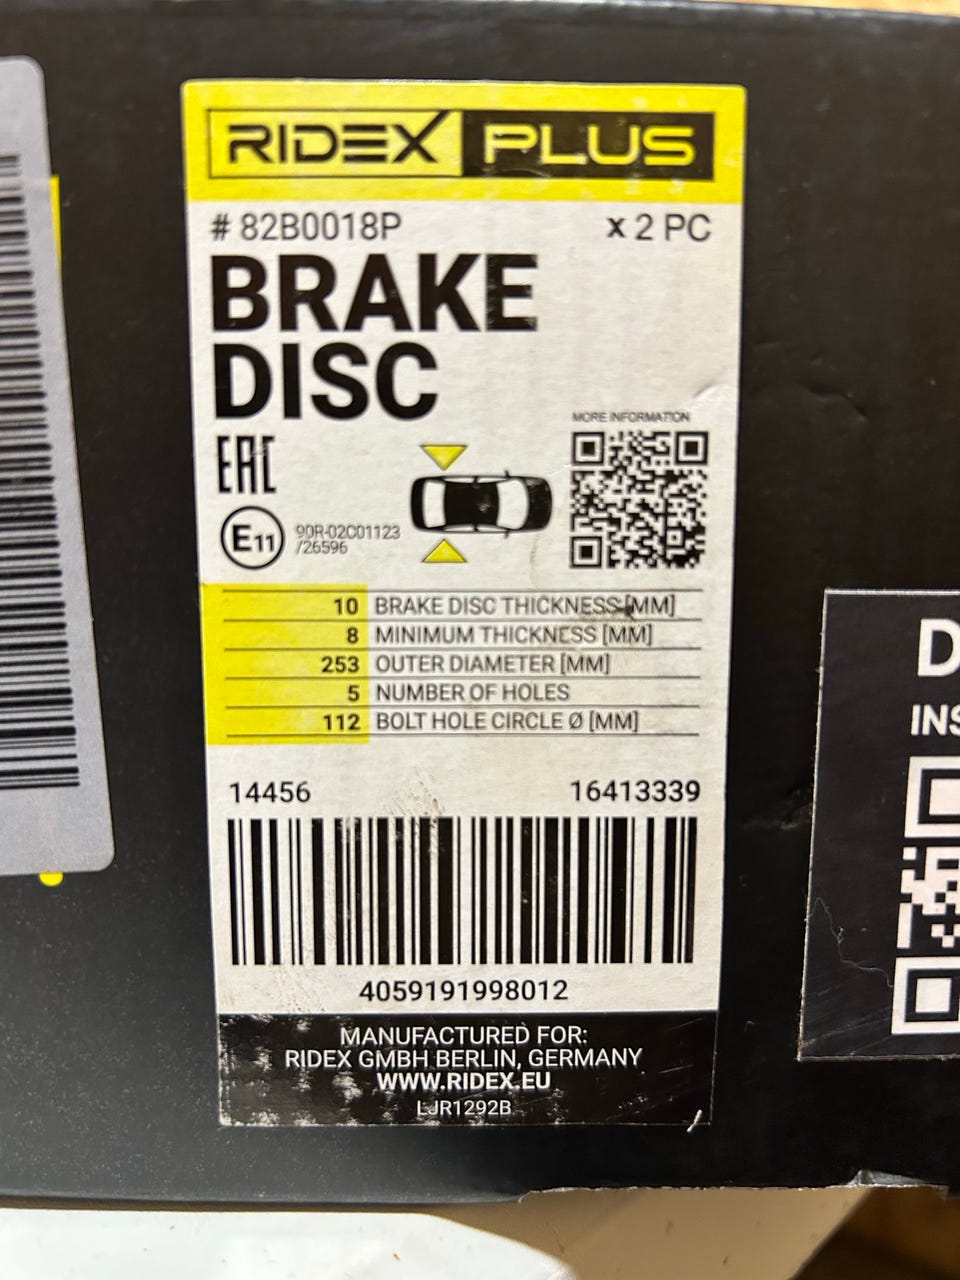 RIDEX PLUS
# 82B0018P x 2 PC
BRAKE
DISC
MORE INFORMATION
EAC
E11 90R-02C01123
/26596
10 BRAKE DISC THICKNESS [MM]
8 MINIMUM THICKNESS [MM]
253 OUTER DIAMETER [MM]
5 NUMBER OF HOLES
112 BOLT HOLE CIRCLE Ø [MM]
14456 16413339
4059191998012
MANUFACTURED FOR:
RIDEX GMBH BERLIN, GERMANY
WWW.RIDEX.EU
LJR1292B
D
INS